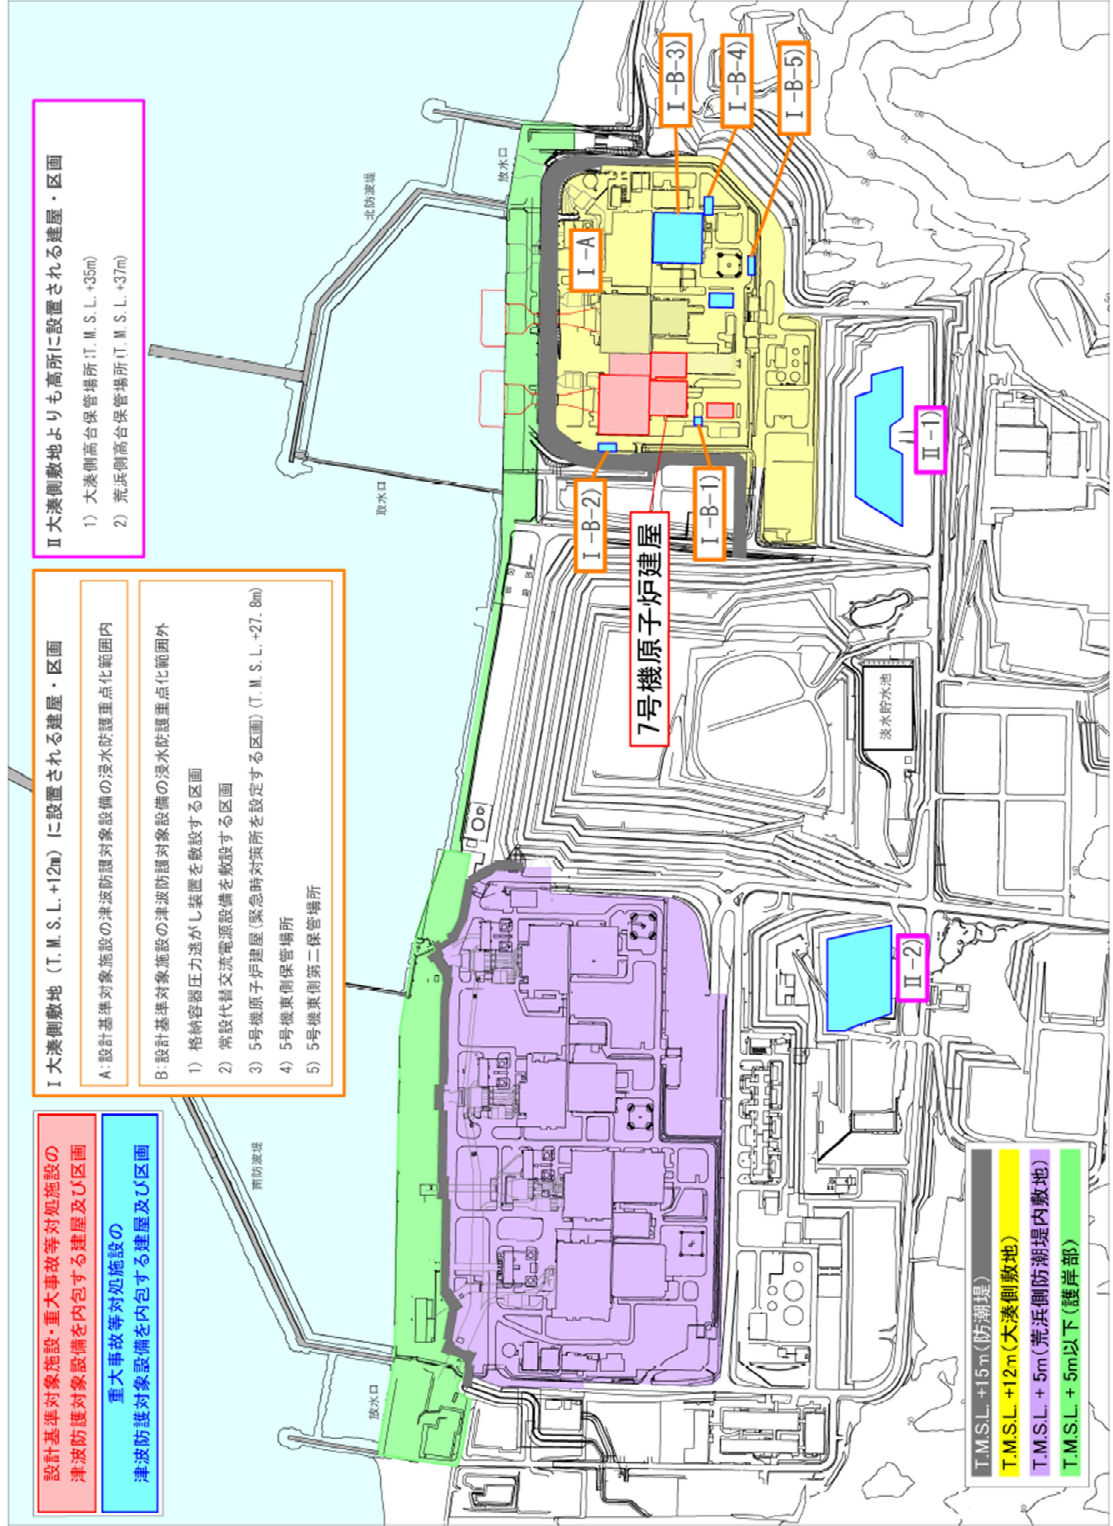 設計基準対象施設・重大事故等対処施設の
津波防護対象設備を内包する建屋及び区画
重大事故等対処施設の
津波防護対象設備を内包する建屋及び区画
Ⅰ 大湊側敷地（T.M.S.L.+12m）に設置される建屋・区画
A:設計基準対象施設の津波防護対象設備の浸水防護重点化範囲内
B:設計基準対象施設の津波防護対象設備の浸水防護重点化範囲外
1) 格納容器圧力逃がし装置を敷設する区画
2) 常設代替交流電源設備を敷設する区画
3) 5号機原子炉建屋(緊急時対策所を設定する区画)(T.M.S.L.+27.8m)
4) 5号機東側保管場所
5) 5号機東側第二保管場所
Ⅱ 大湊側敷地よりも高所に設置される建屋・区画
1) 大湊側高台保管場所(T.M.S.L.+35m)
2) 荒浜側高台保管場所(T.M.S.L.+37m)
南防波堤
放水口
取水口
北防波堤
放水口
Ⅰ-A
Ⅰ-B-3)
Ⅰ-B-4)
Ⅰ-B-5)
Ⅰ-B-2)
Ⅰ-B-1)
7号機原子炉建屋
Ⅱ-1)
Ⅱ-2)
淡水貯水池
T.M.S.L. +15m(防潮堤)
T.M.S.L. +12m(大湊側敷地)
T.M.S.L. + 5m(荒浜側防潮堤内敷地)
T.M.S.L. + 5m以下(護岸部)